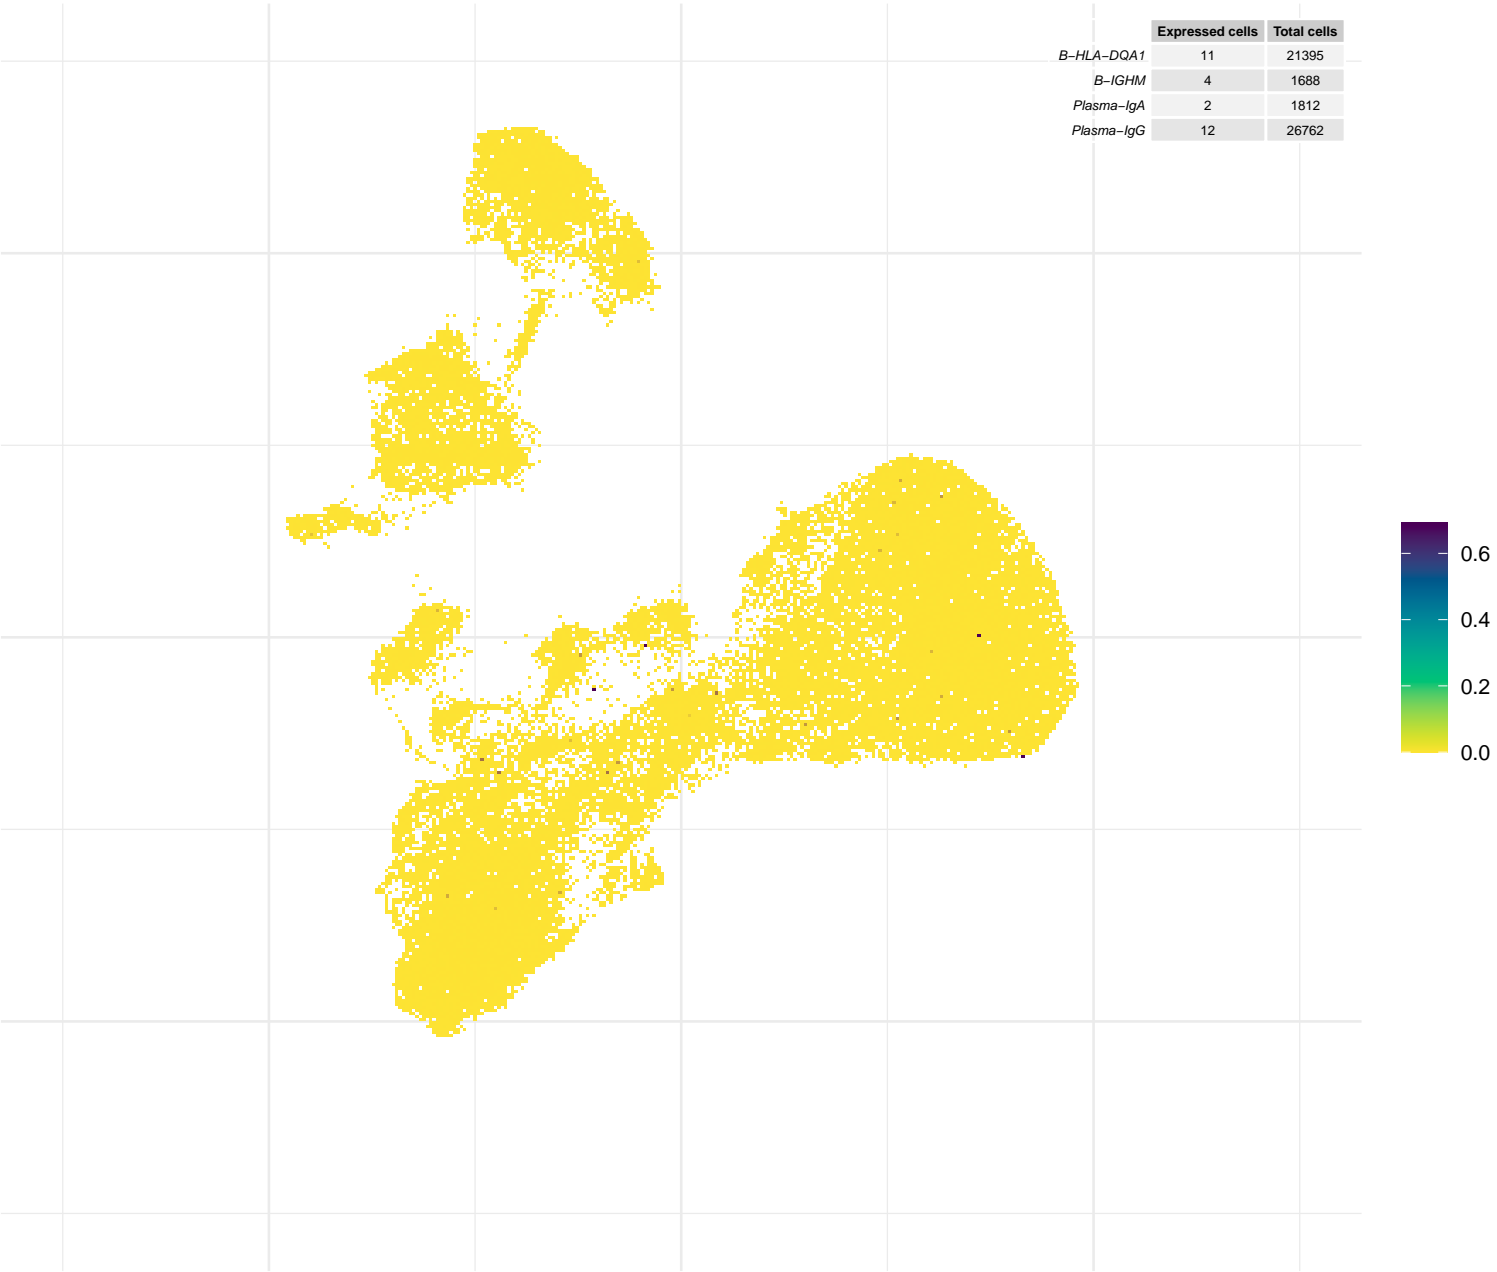 Expressed cells Total cells
B−HLA−DQA1 11 21395
B−IGHM 4 1688
Plasma−IgA 2 1812
Plasma−IgG 12 26762
0.6
0.4
0.2
0.0